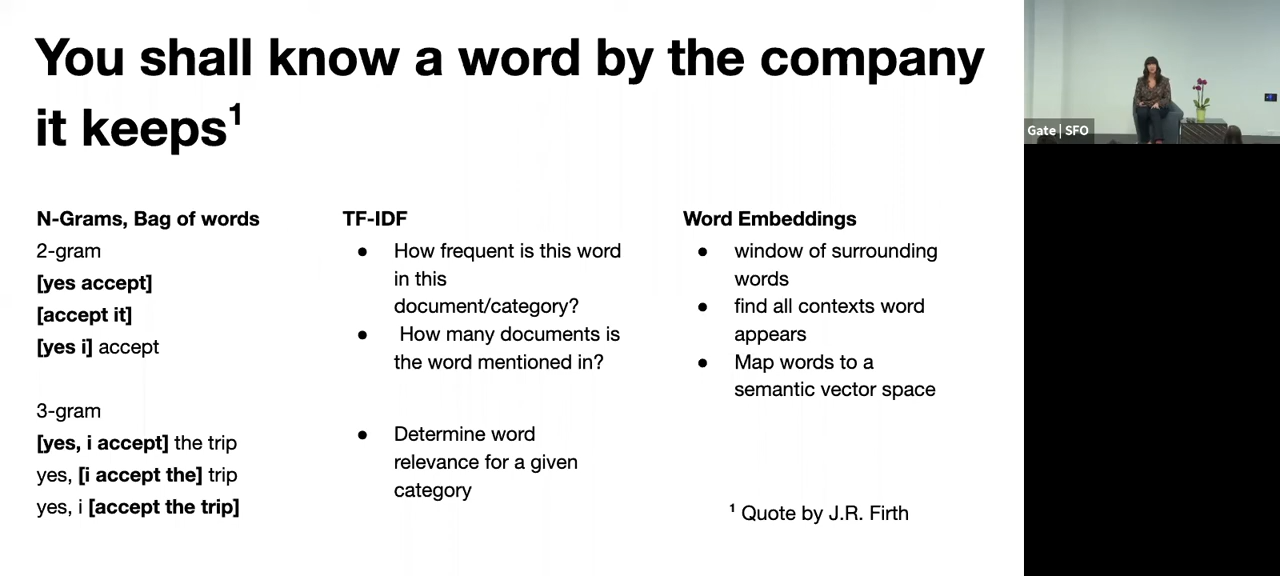 You shall know a word by the company
it keeps¹
N-Grams, Bag of words
2-gram
[yes accept]
[accept it]
[yes i] accept
3-gram
[yes, i accept] the trip
yes, [i accept the] trip
yes, i [accept the trip]
TF-IDF
● How frequent is this word
in this
document/category?
● How many documents is
the word mentioned in?
● Determine word
relevance for a given
category
Word Embeddings
● window of surrounding
words
● find all contexts word
appears
● Map words to a
semantic vector space
¹ Quote by J.R. Firth
Gate | SFO